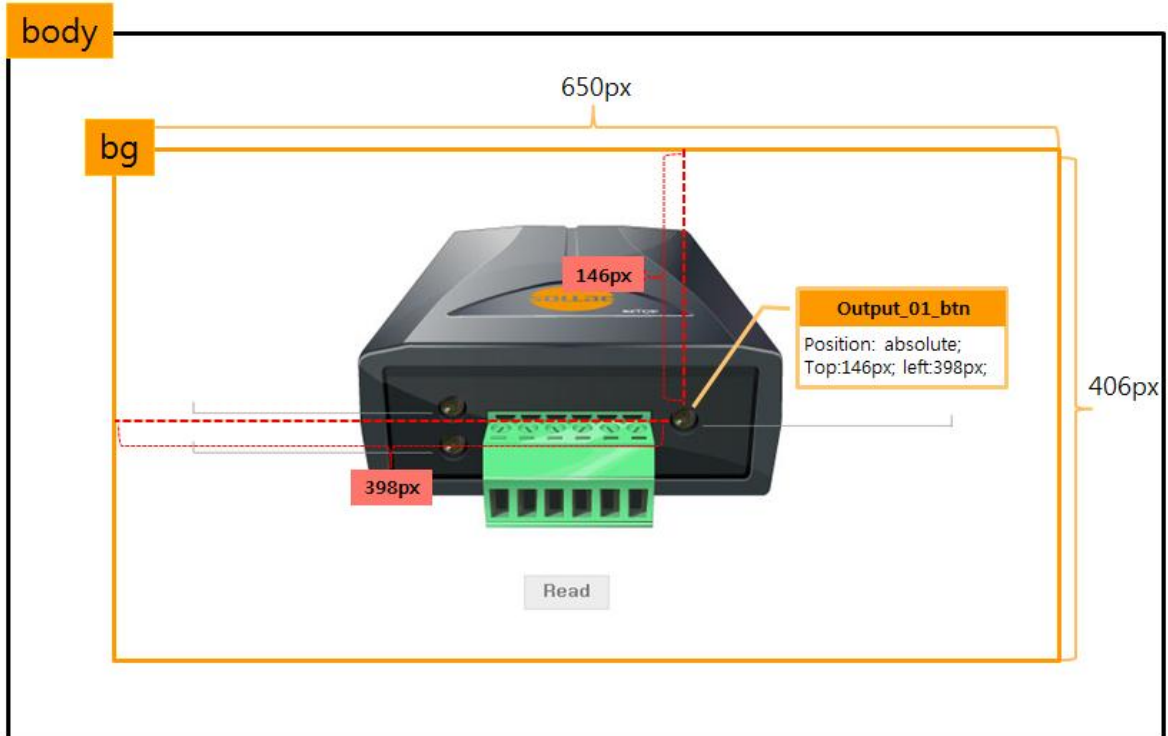 body
650px
bg
146px
Output_01_btn
Position: absolute;
Top:146px; left:398px;
406px
398px
Read